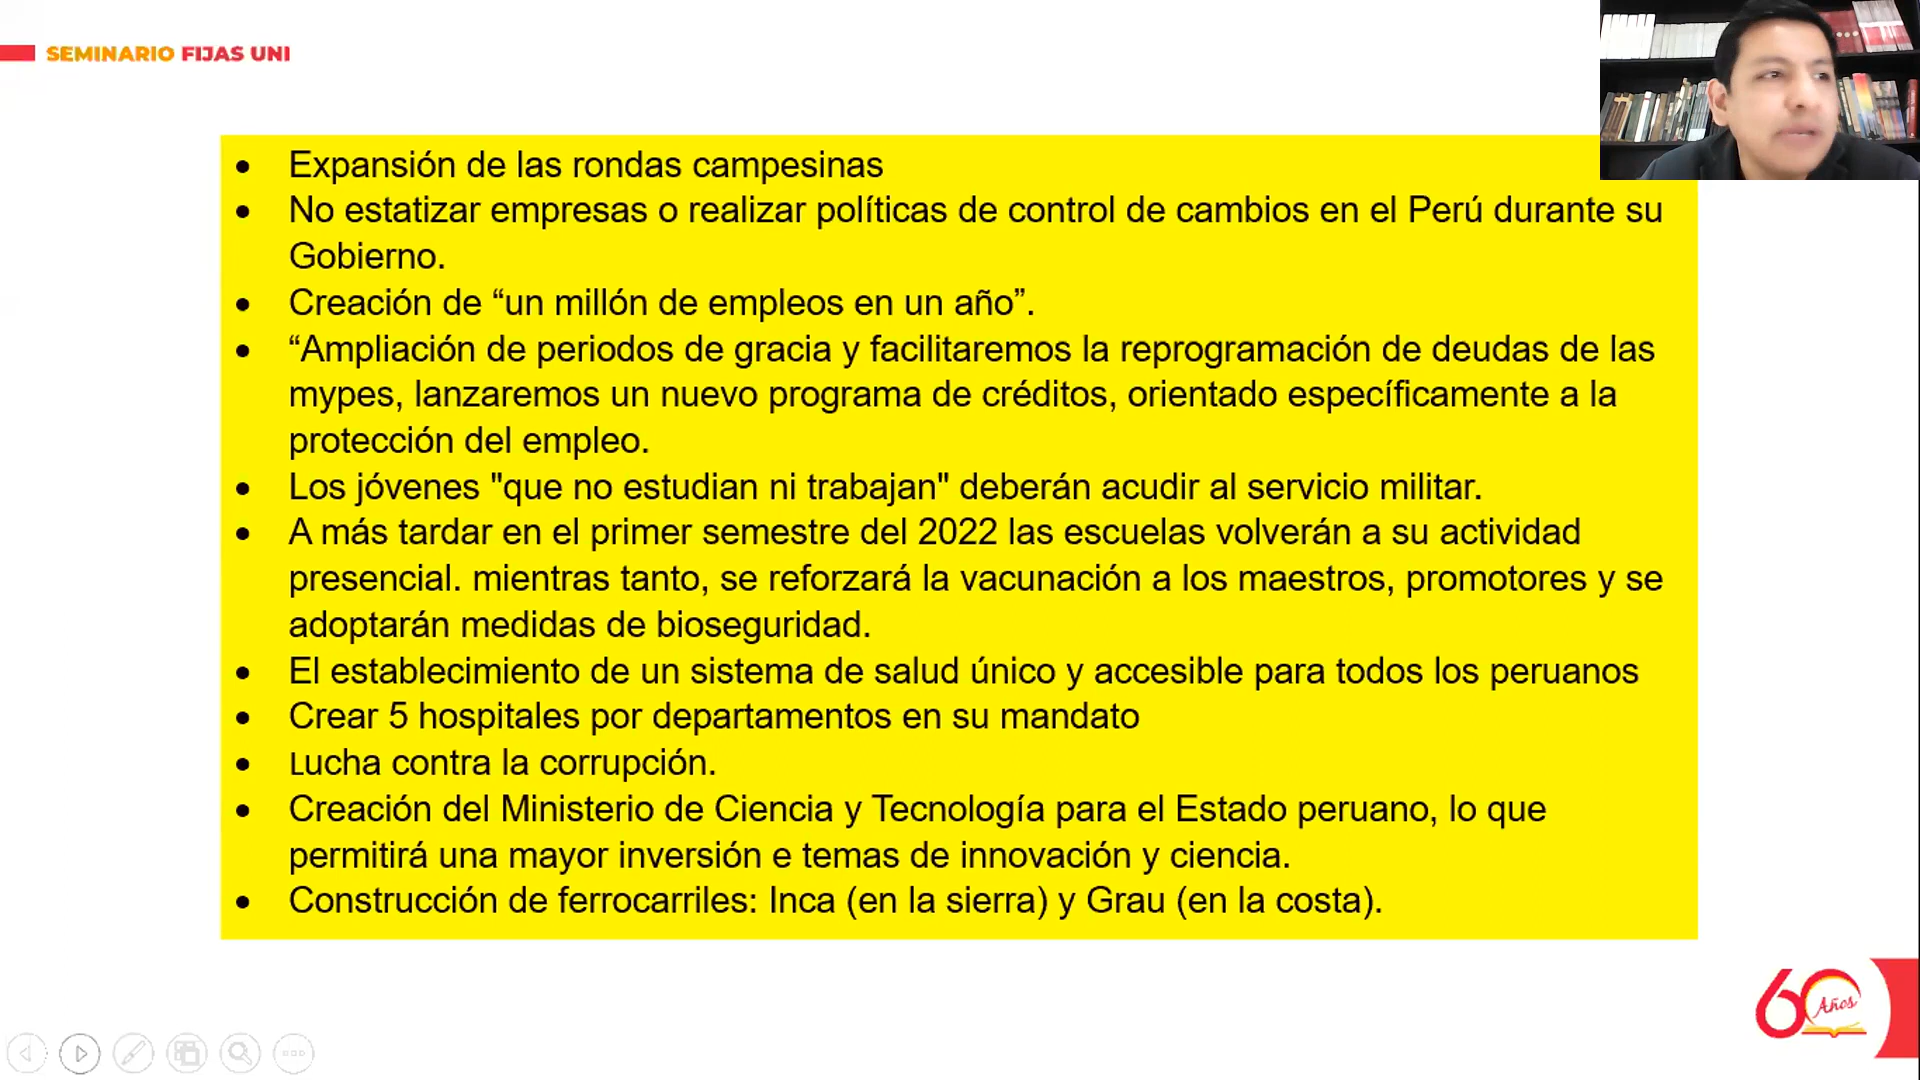 SEMINARIO FIJAS UNI
• Expansión de las rondas campesinas
• No estatizar empresas o realizar políticas de control de cambios en el Perú durante su
Gobierno.
• Creación de “un millón de empleos en un año”.
• “Ampliación de periodos de gracia y facilitaremos la reprogramación de deudas de las
mypes, lanzaremos un nuevo programa de créditos, orientado específicamente a la
protección del empleo.
• Los jóvenes "que no estudian ni trabajan" deberán acudir al servicio militar.
• A más tardar en el primer semestre del 2022 las escuelas volverán a su actividad
presencial. mientras tanto, se reforzará la vacunación a los maestros, promotores y se
adoptarán medidas de bioseguridad.
• El establecimiento de un sistema de salud único y accesible para todos los peruanos
• Crear 5 hospitales por departamentos en su mandato
• Lucha contra la corrupción.
• Creación del Ministerio de Ciencia y Tecnología para el Estado peruano, lo que
permitirá una mayor inversión e temas de innovación y ciencia.
• Construcción de ferrocarriles: Inca (en la sierra) y Grau (en la costa).
60 Años